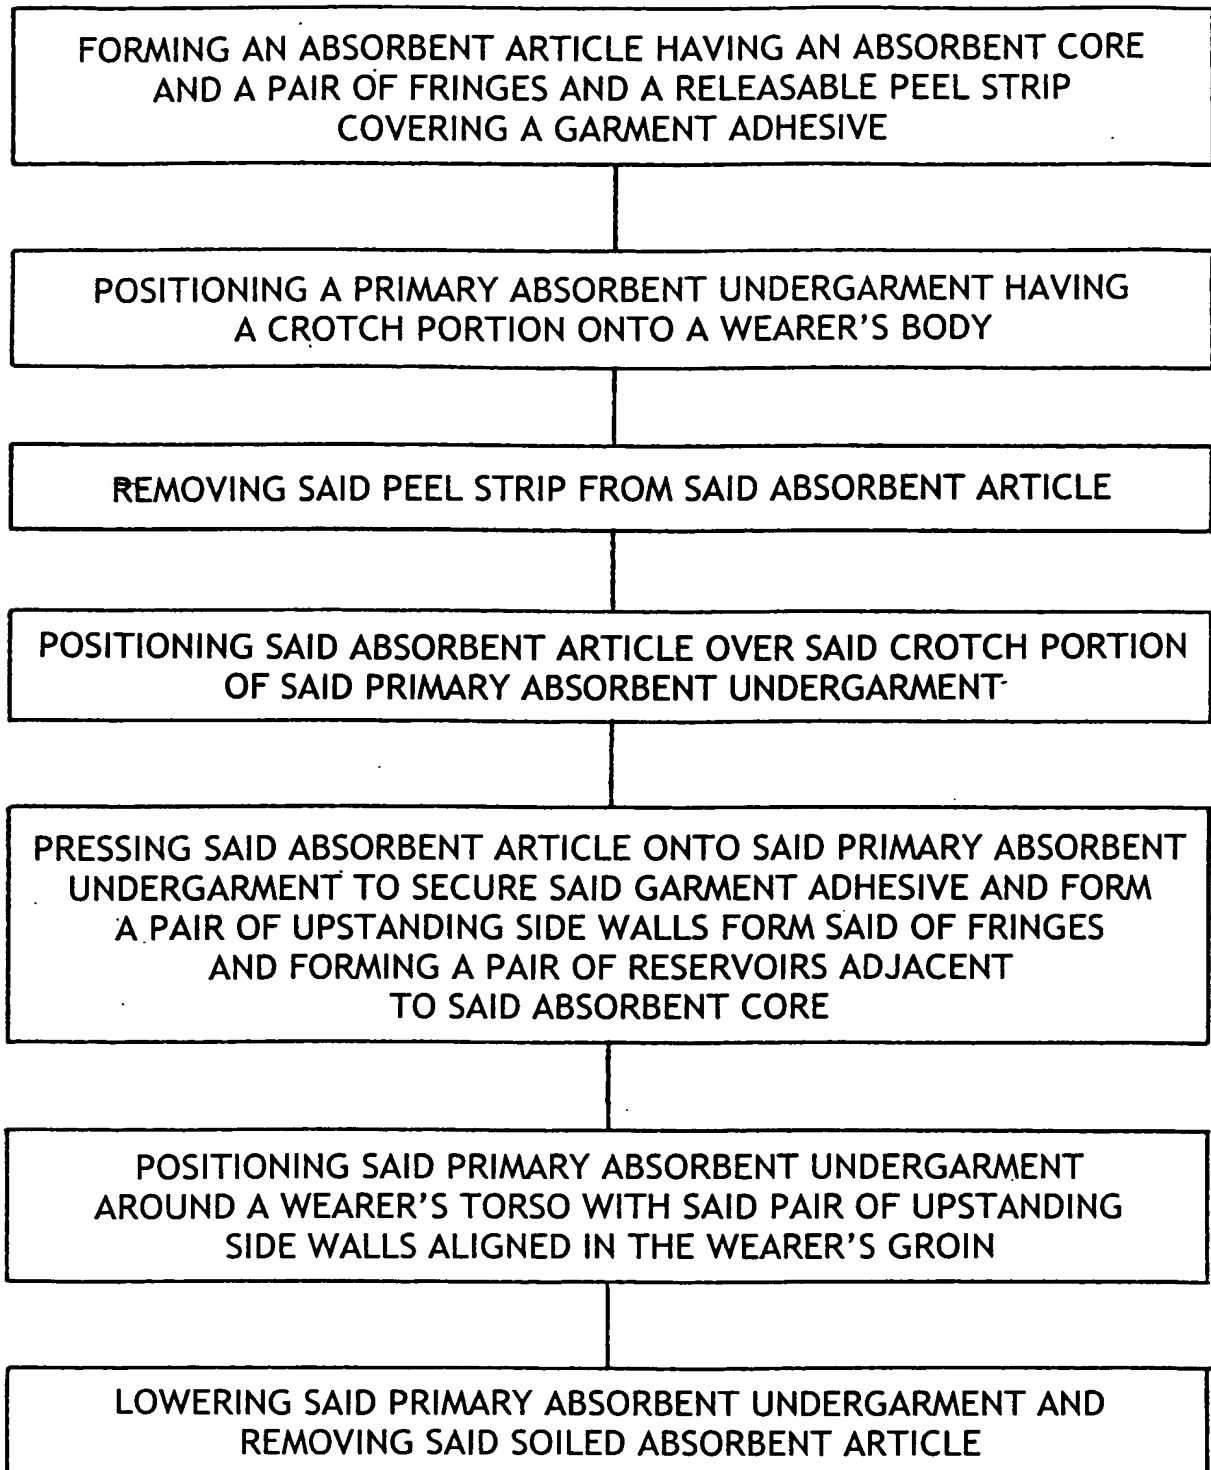 FORMING AN ABSORBENT ARTICLE HAVING AN ABSORBENT CORE
AND A PAIR OF FRINGES AND A RELEASABLE PEEL STRIP
COVERING A GARMENT ADHESIVE
POSITIONING A PRIMARY ABSORBENT UNDERGARMENT HAVING
A CROTCH PORTION ONTO A WEARER'S BODY
REMOVING SAID PEEL STRIP FROM SAID ABSORBENT ARTICLE
POSITIONING SAID ABSORBENT ARTICLE OVER SAID CROTCH PORTION
OF SAID PRIMARY ABSORBENT UNDERGARMENT
PRESSING SAID ABSORBENT ARTICLE ONTO SAID PRIMARY ABSORBENT
UNDERGARMENT TO SECURE SAID GARMENT ADHESIVE AND FORM
A PAIR OF UPSTANDING SIDE WALLS FORM SAID OF FRINGES
AND FORMING A PAIR OF RESERVOIRS ADJACENT
TO SAID ABSORBENT CORE
POSITIONING SAID PRIMARY ABSORBENT UNDERGARMENT
AROUND A WEARER'S TORSO WITH SAID PAIR OF UPSTANDING
SIDE WALLS ALIGNED IN THE WEARER'S GROIN
LOWERING SAID PRIMARY ABSORBENT UNDERGARMENT AND
REMOVING SAID SOILED ABSORBENT ARTICLE